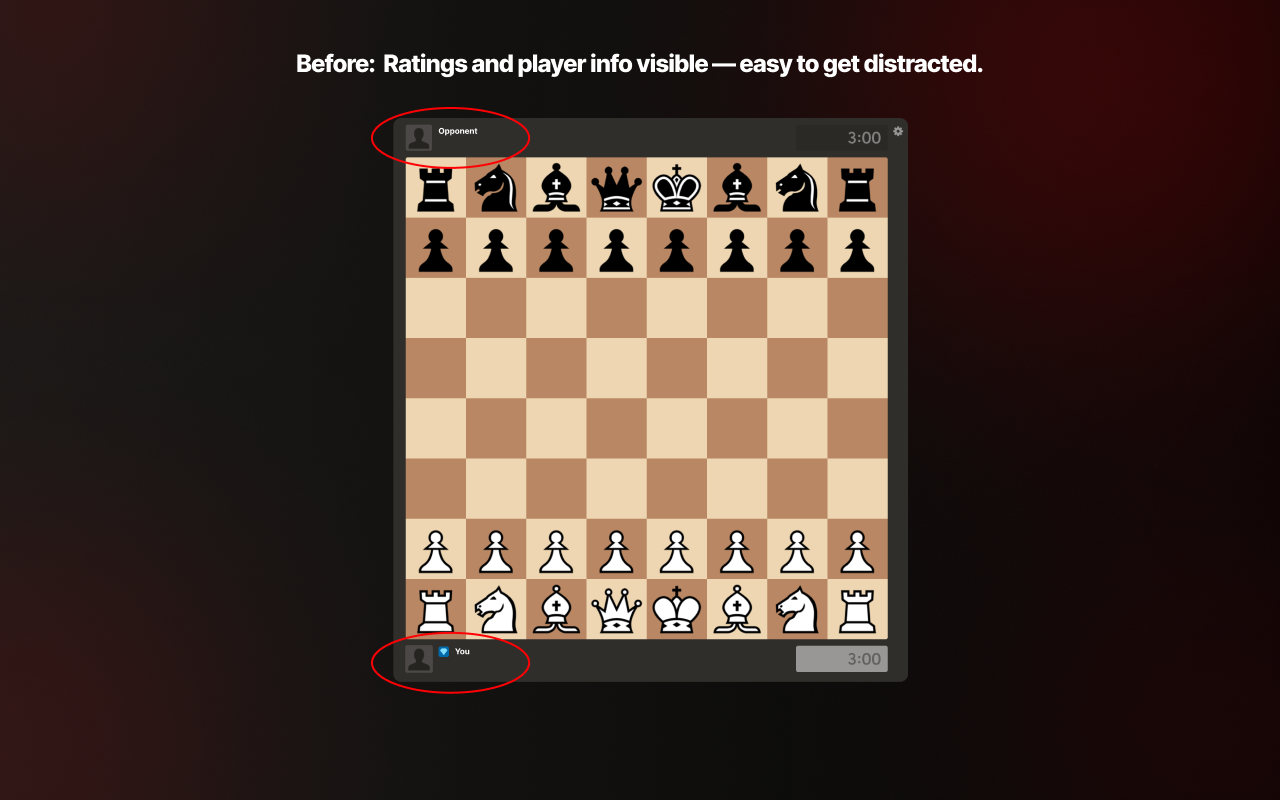 Before: Ratings and player info visible — easy to get distracted.
Opponent
3:00
You
3:00